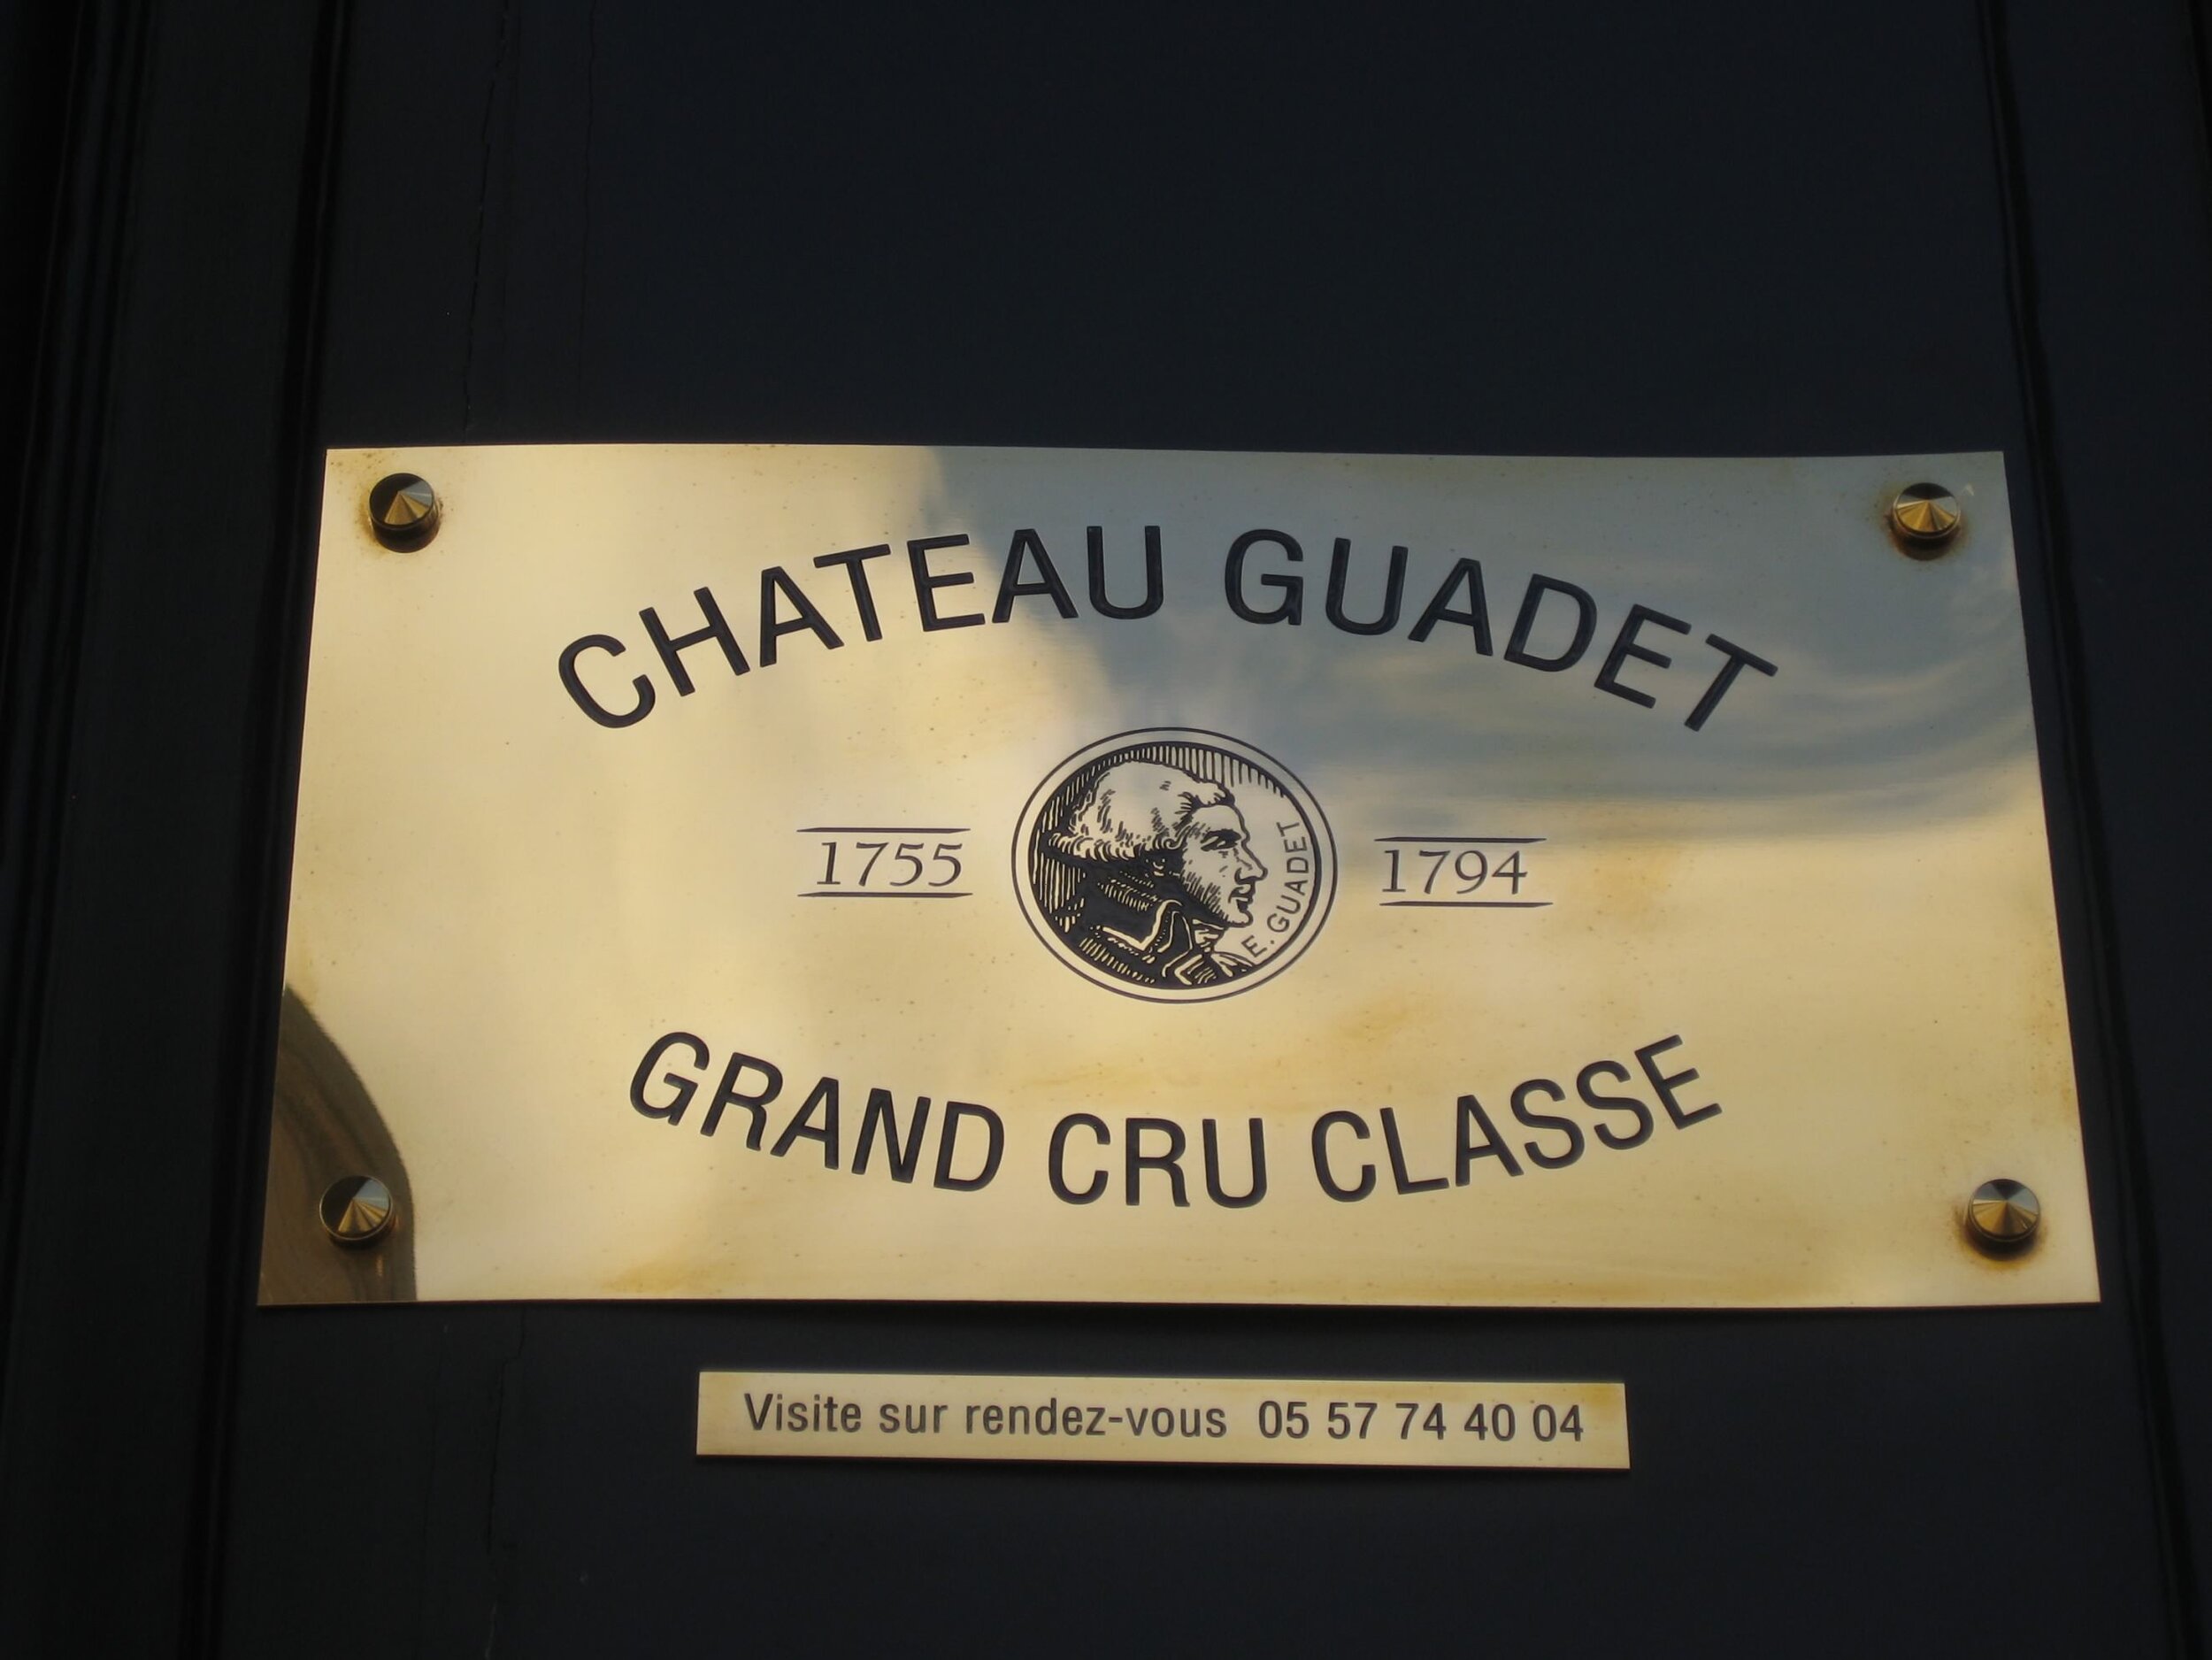 CHATEAU GUADET
1755
E. GUADET
1794
GRAND CRU CLASSE
Visite sur rendez-vous 05 57 74 40 04